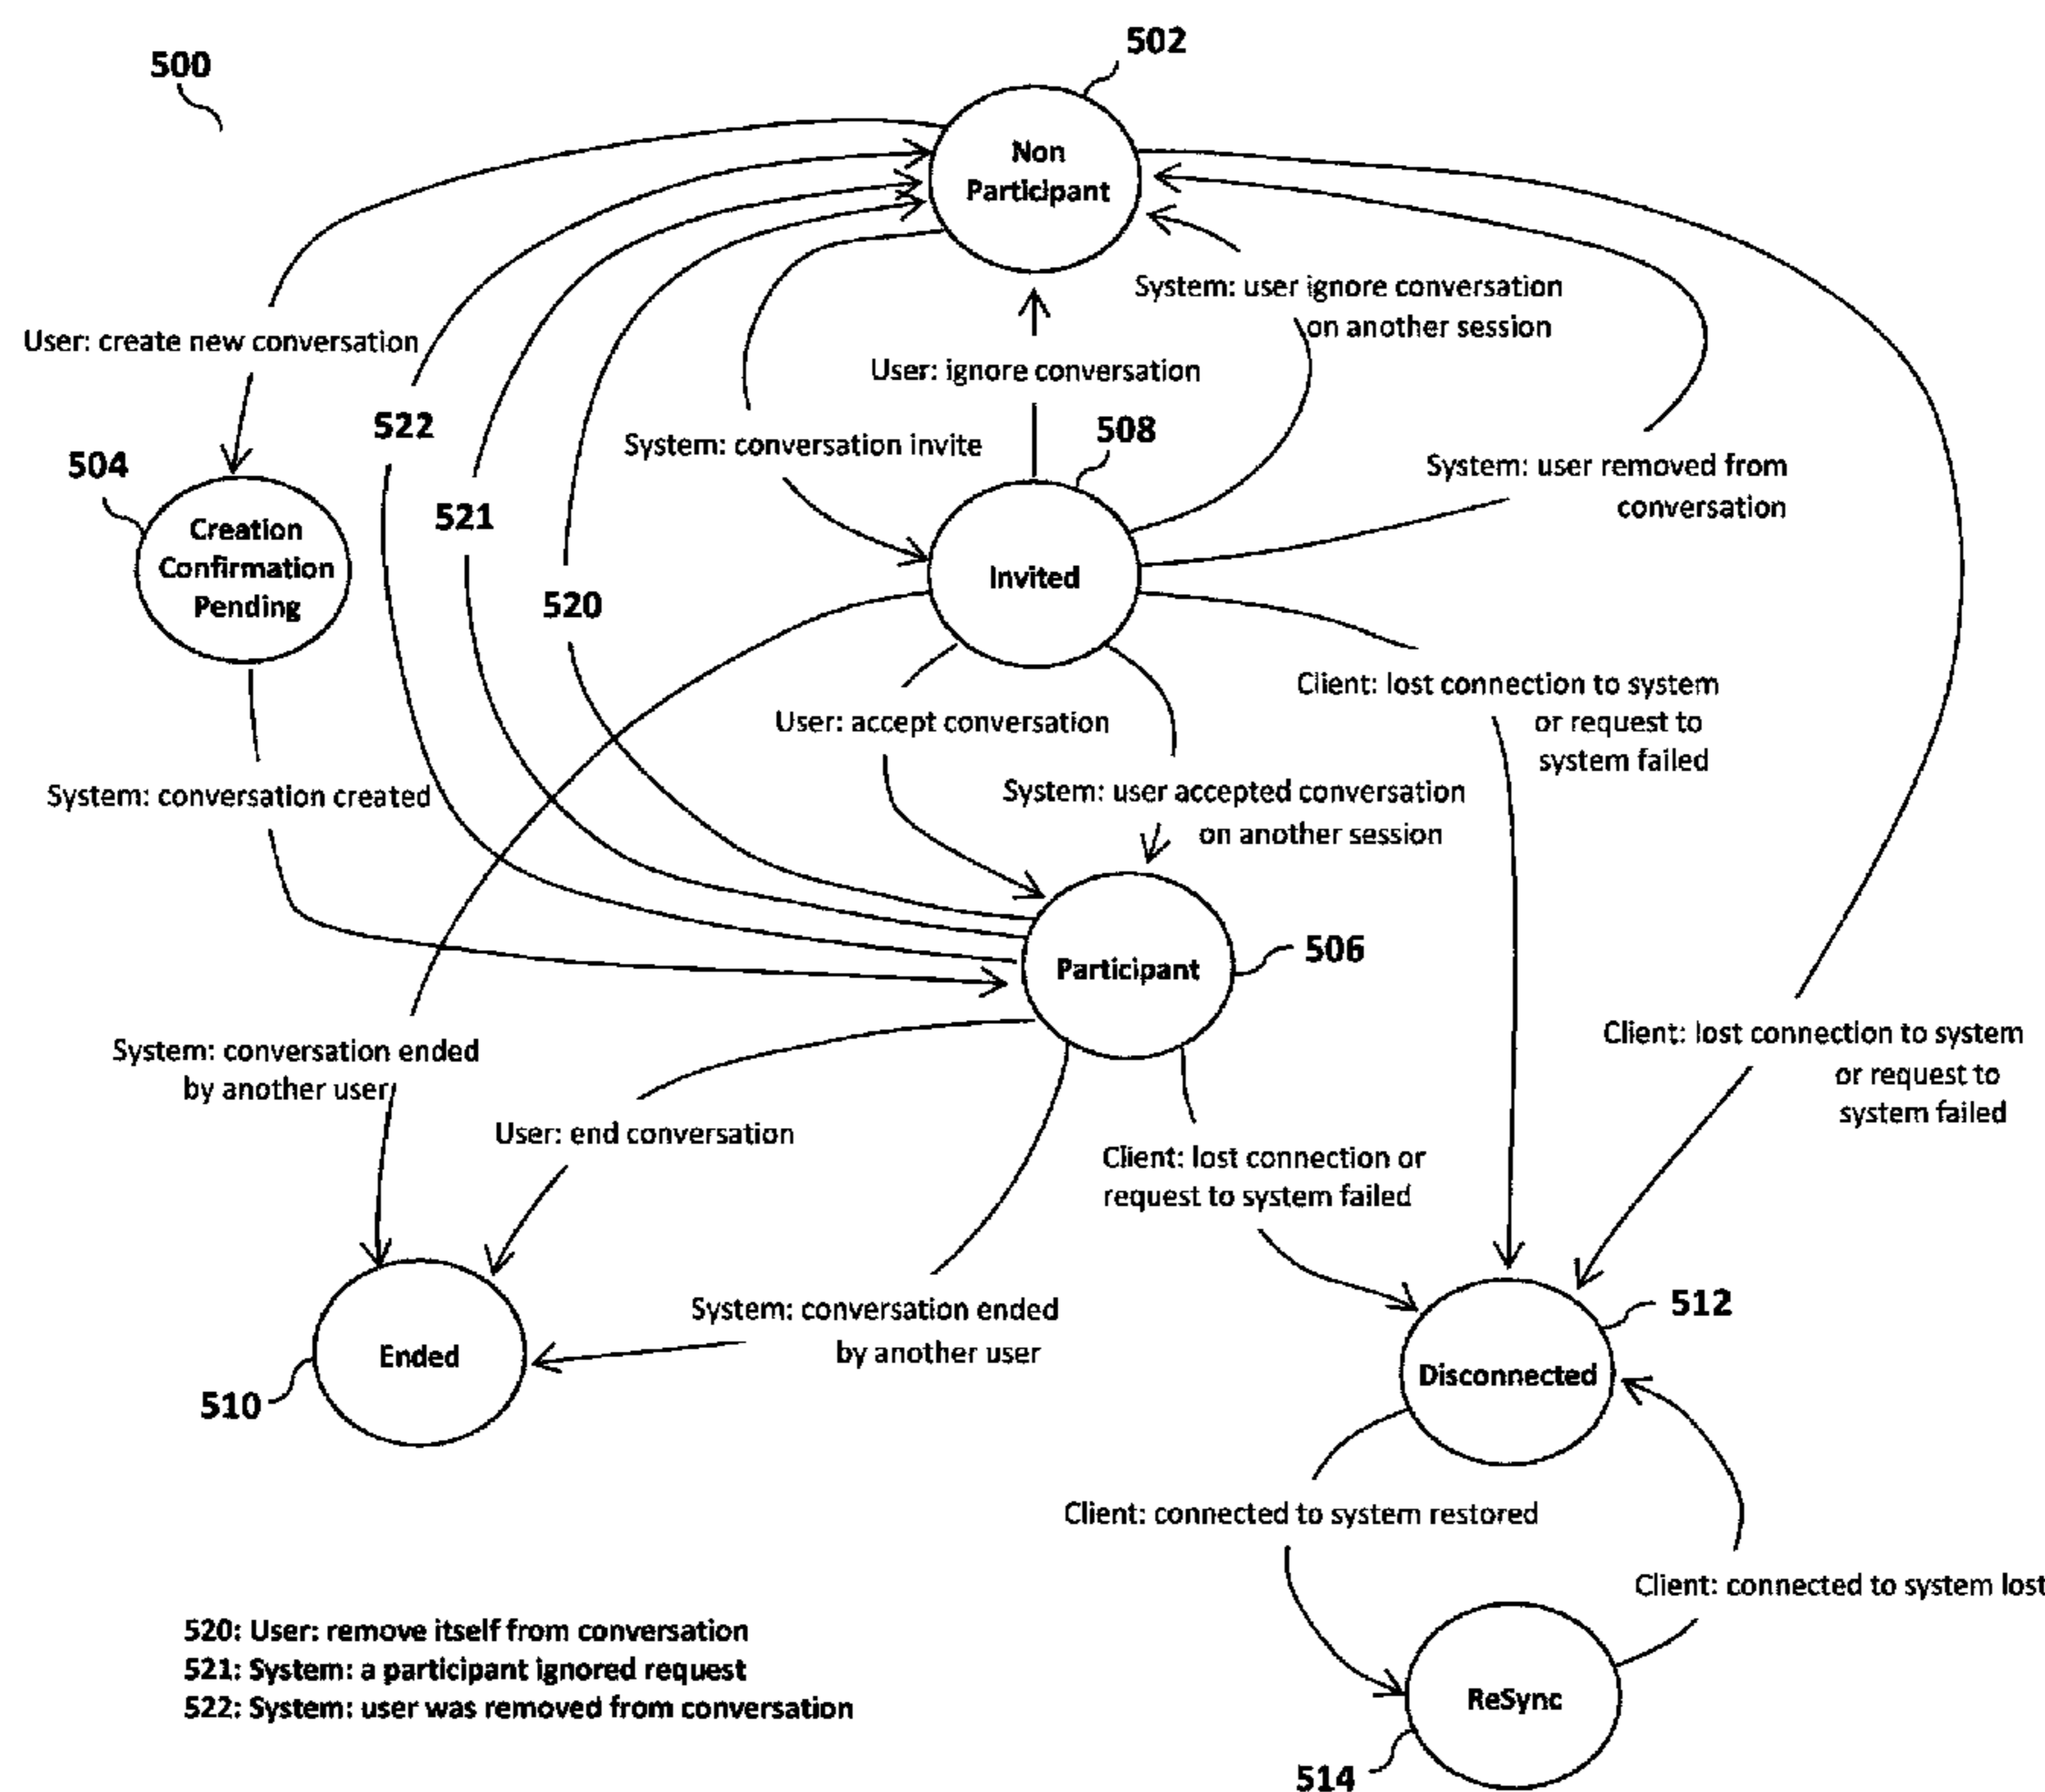 500
502
Non
Participant
System: user ignore conversation
on another session
User: create new conversation
User: ignore conversation
522
System: conversation invite
508
504
System: user removed from
conversation
521
Creation
Confirmation
Pending
Invited
520
Client: lost connection to system
or request to
system failed
User: accept conversation
System: conversation created
System: user accepted conversation
on another session
506
Participant
System: conversation ended
by another user
Client: lost connection to system
or request to
system failed
User: end conversation
Client: lost connection or
request to system failed
System: conversation ended
by another user
512
Ended
Disconnected
510
Client: connected to system restored
Client: connected to system lost
520: User: remove itself from conversation
521: System: a participant ignored request
522: System: user was removed from conversation
ReSync
514